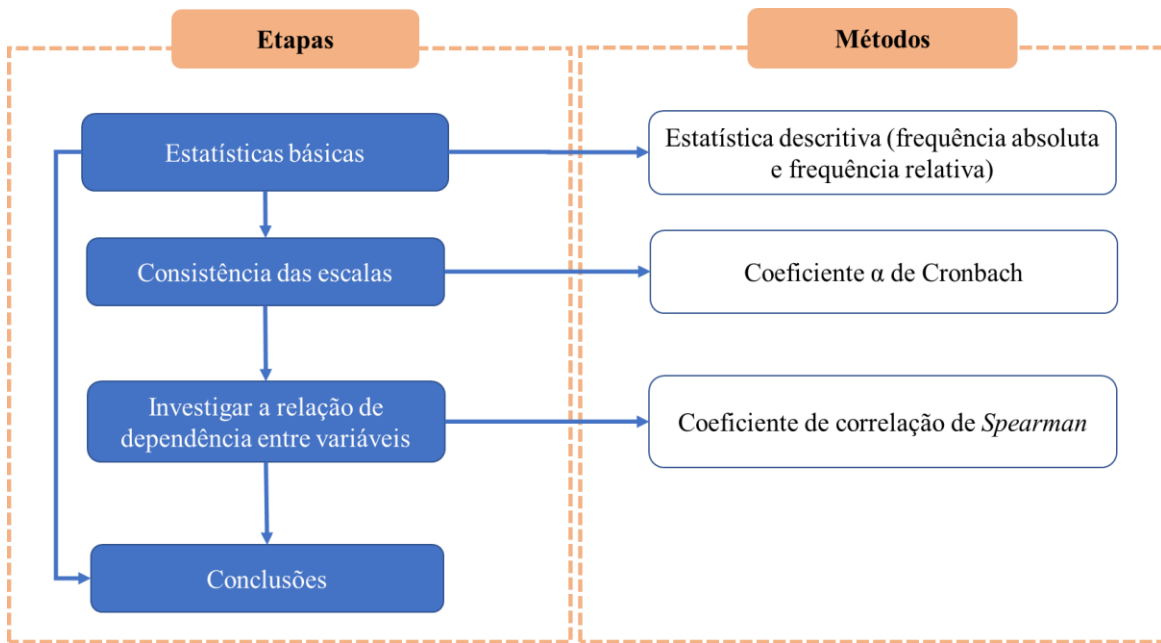 Etapas
Métodos
Estatísticas básicas
Estatística descritiva (frequência absoluta
e frequência relativa)
Consistência das escalas
Coeficiente α de Cronbach
Investigar a relação de
dependência entre variáveis
Coeficiente de correlação de Spearman
Conclusões